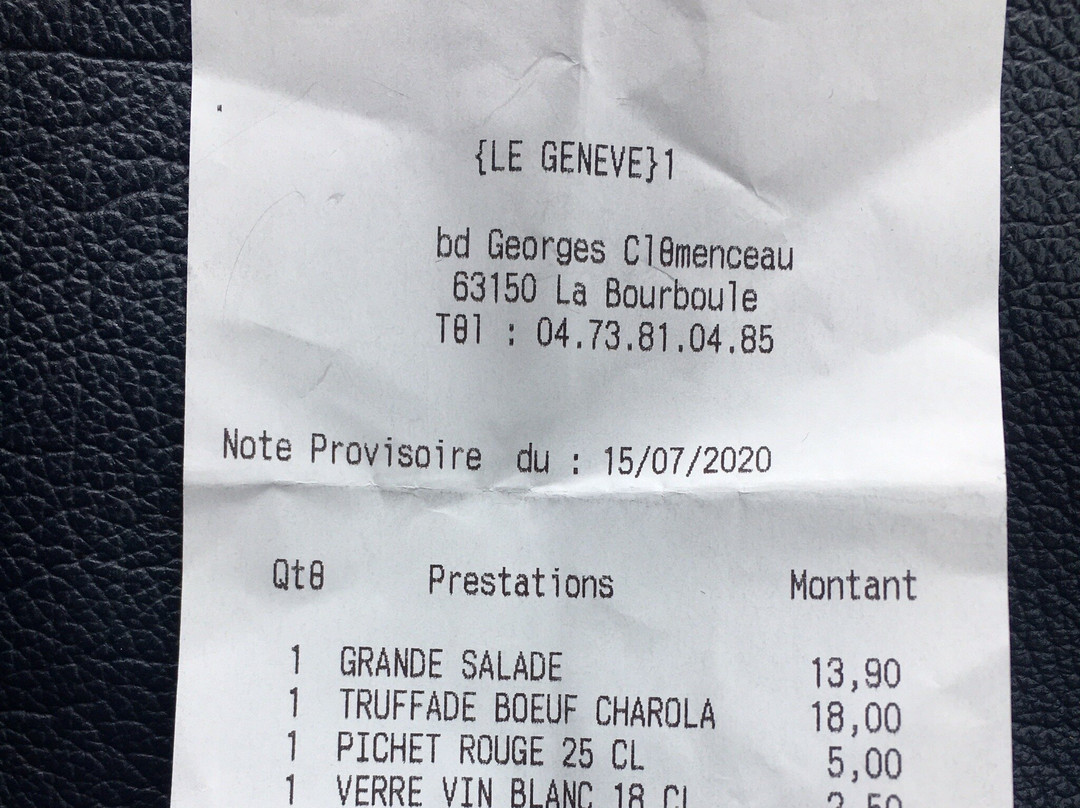 {LE GENEVE}1
bd Georges Clθmenceau
63150 La Bourboule
Tθl : 04.73.81.04.85
Note Provisoire du : 15/07/2020
Qtθ Prestations Montant
1 GRANDE SALADE 13,90
1 TRUFFADE BOEUF CHAROLA 18,00
1 PICHET ROUGE 25 CL 5,00
1 VERRE VIN BLANC 18 CL